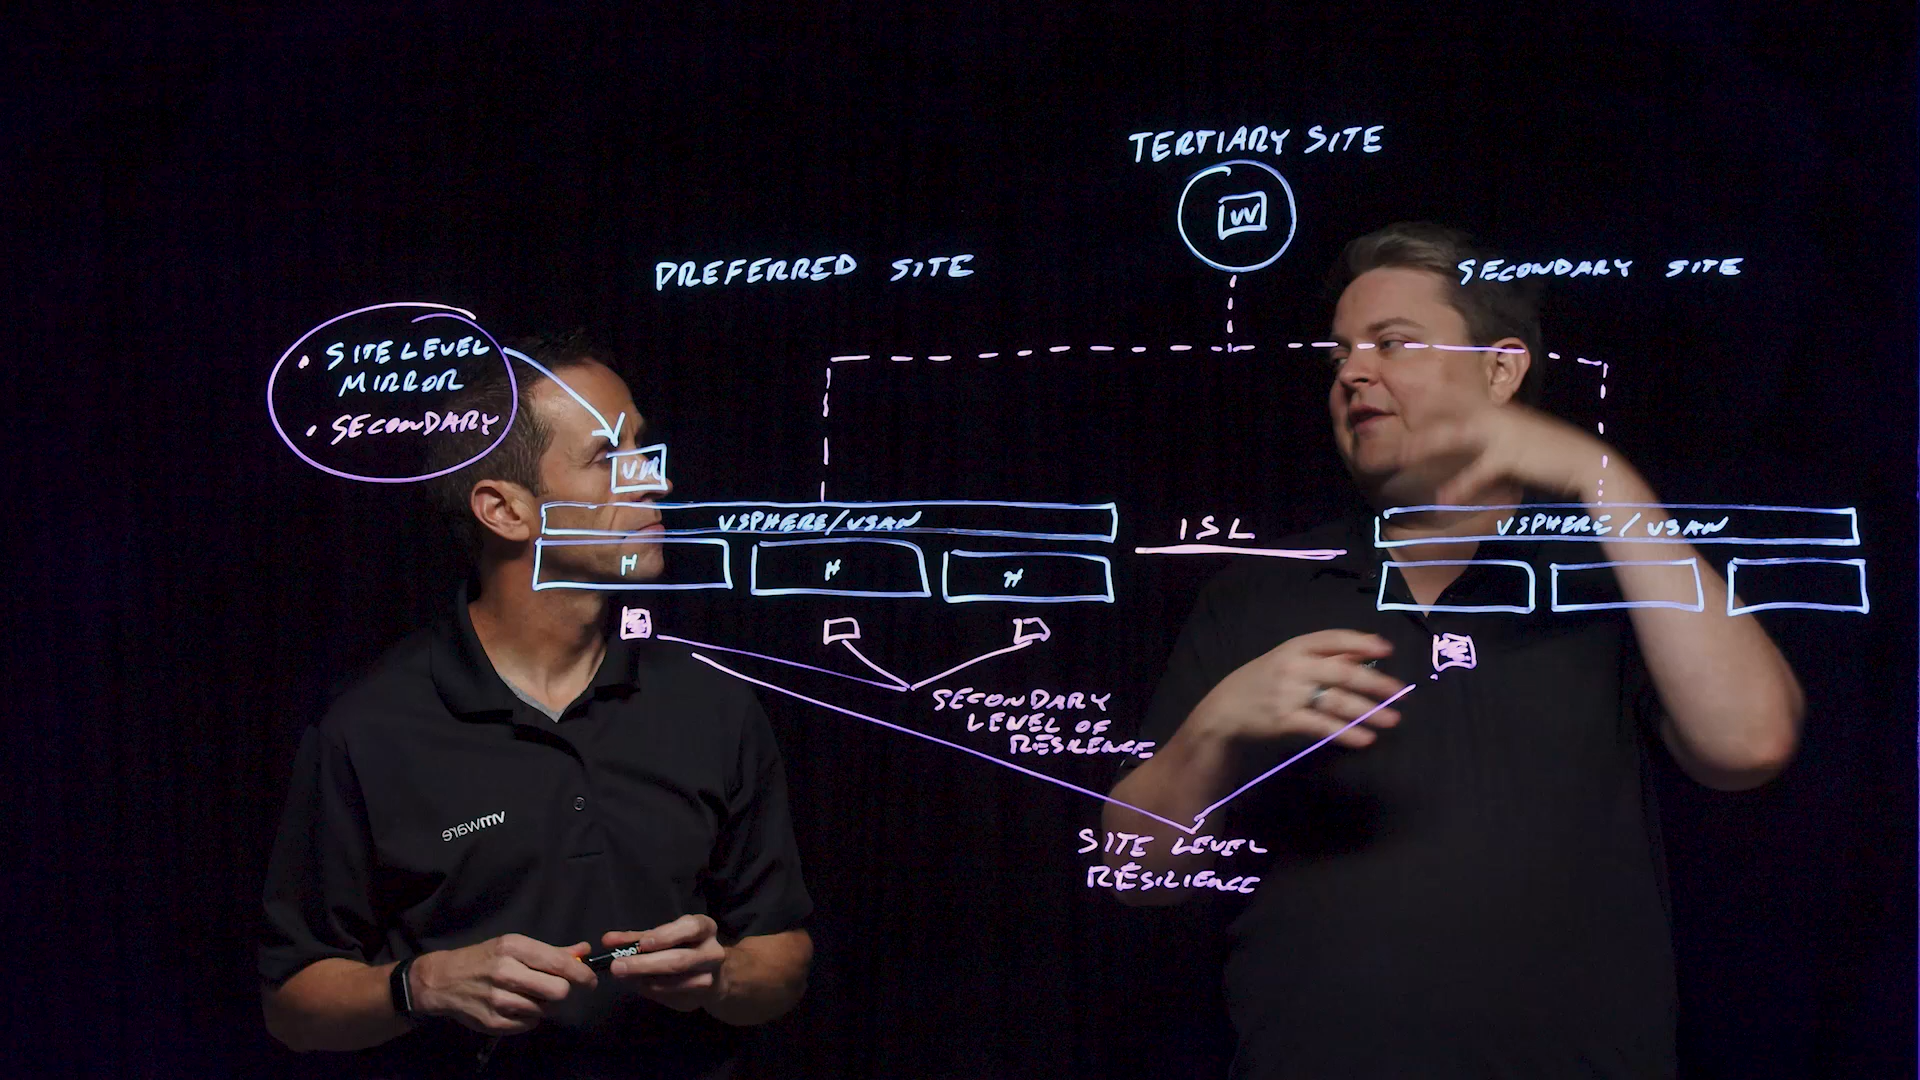 TERTIARY SITE
W
PREFERRED SITE
SECONDARY SITE
• SITE LEVEL
MIRROR
• SECONDARY
VM
VSPHERE/VSAN
ISL
VSPHERE/VSAN
H
H
H
SECONDARY
LEVEL OF
RESILENCE
SITE LEVEL
RESILIENCE
vmware